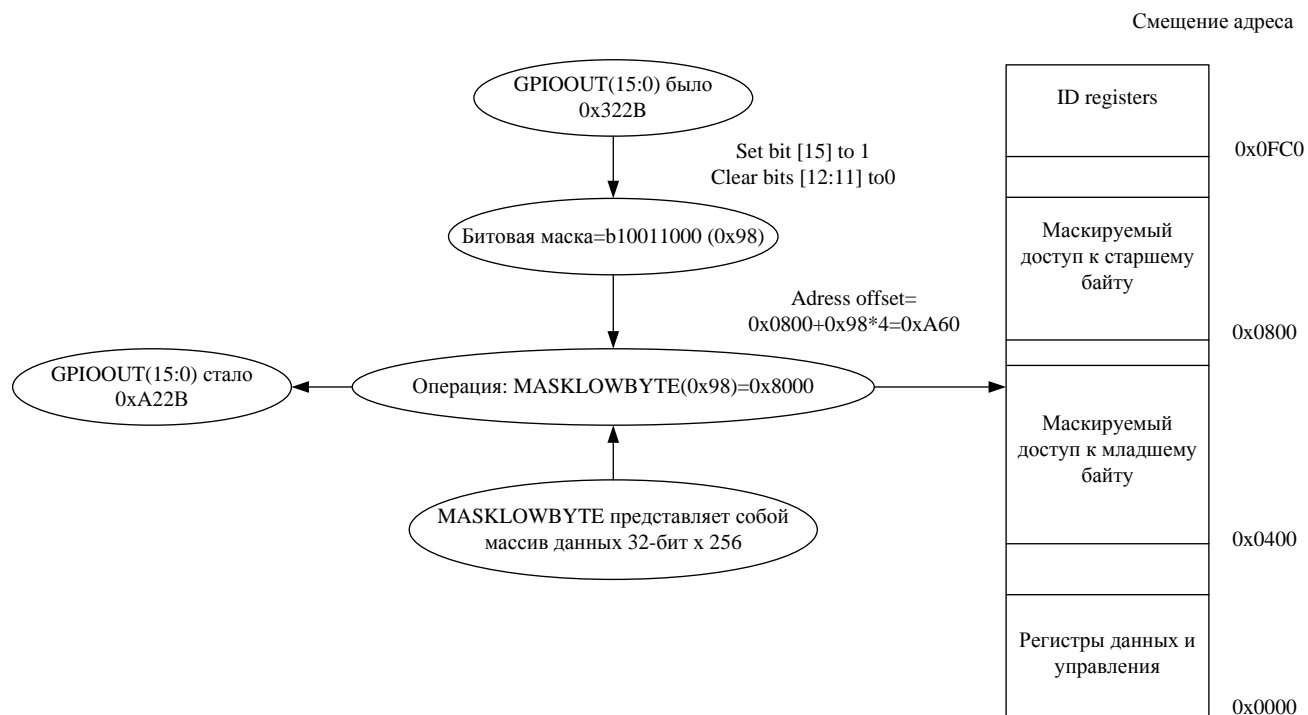 Смещение адреса
GPIOOUT(15:0) было
0x322B
Set bit [15] to 1
Clear bits [12:11] to0
Битовая маска=b10011000 (0x98)
Adress offset=
0x0800+0x98*4=0xA60
GPIOOUT(15:0) стало
0xA22B
Операция: MASKLOWBYTE(0x98)=0x8000
MASKLOWBYTE представляет собой
массив данных 32-бит x 256
ID registers
0x0FC0
Маскируемый
доступ к старшему
байту
0x0800
Маскируемый
доступ к младшему
байту
0x0400
Регистры данных и
управления
0x0000